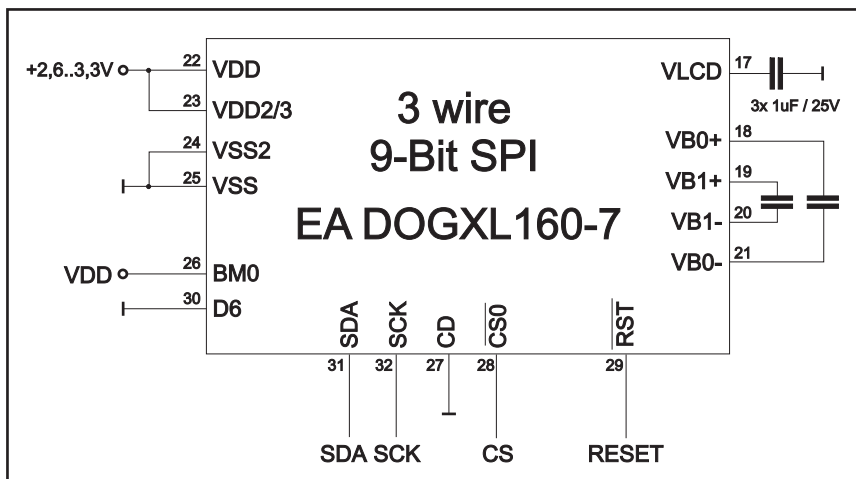 +2,6..3,3V
22 VDD
23 VDD2/3
24 VSS2
25 VSS
VDD 26 BM0
30 D6
3 wire
9-Bit SPI
EA DOGXL160-7
VLCD 17
3x 1uF / 25V
VB0+ 18
VB1+ 19
VB1- 20
VB0- 21
SDA SCK CD CS0 RST
31 32 27 28 29
SDA SCK CS RESET